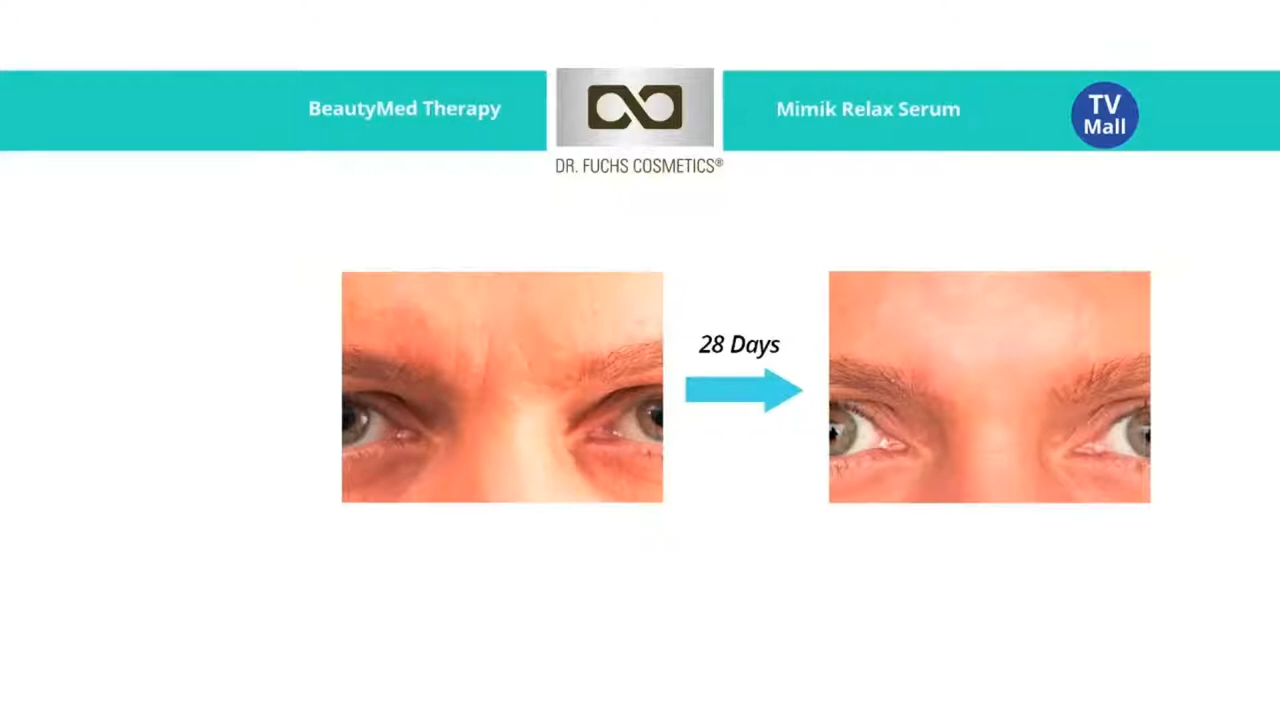 BeautyMed Therapy
DR. FUCHS COSMETICS®
Mimik Relax Serum
TV
Mall
28 Days